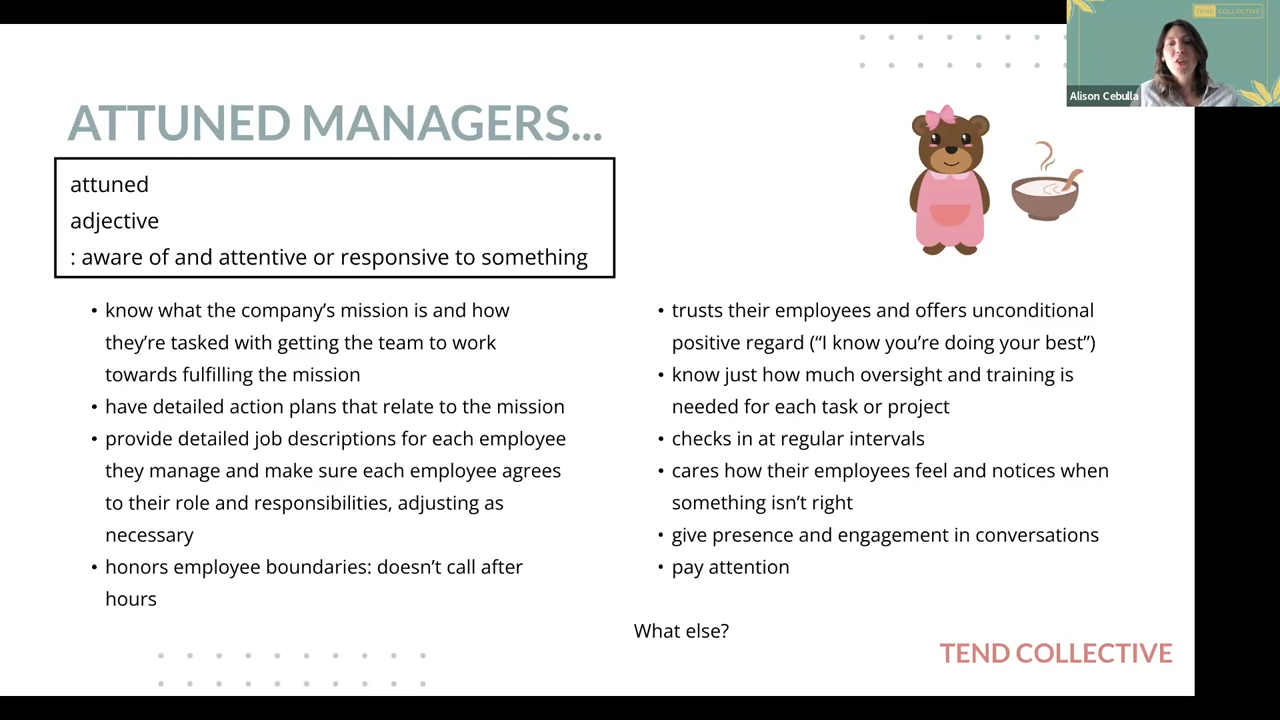 TEND COLLECTIVE
Alison Cebulla
ATTUNED MANAGERS...
attuned
adjective
: aware of and attentive or responsive to something
• know what the company's mission is and how
they're tasked with getting the team to work
towards fulfilling the mission
• have detailed action plans that relate to the mission
• provide detailed job descriptions for each employee
they manage and make sure each employee agrees
to their role and responsibilities, adjusting as
necessary
• honors employee boundaries: doesn't call after
hours
• trusts their employees and offers unconditional
positive regard (“I know you’re doing your best”)
• know just how much oversight and training is
needed for each task or project
• checks in at regular intervals
• cares how their employees feel and notices when
something isn’t right
• give presence and engagement in conversations
• pay attention
What else?
TEND COLLECTIVE